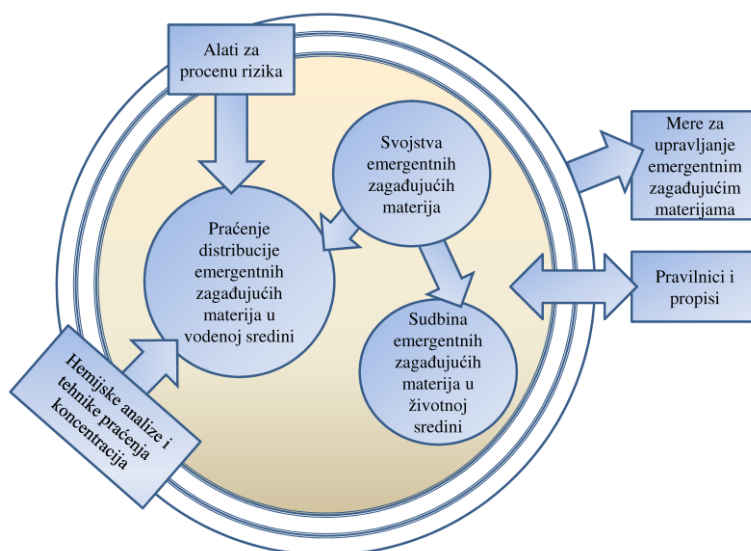 Alati za
procenu rizika
Svojstva
emergentnih
zagađujućih
materija
Mere za
upravljanje
emergentnim
zagađujućim
materijama
Praćenje
distribucije
emergentnih
zagađujućih
materija u
vodenoj sredini
Pravilnici i
propisi
Sudbina
emergentnih
zagađujućih
materija u
životnoj
sredini
Hemijske analize i
tehnike praćenja
koncentracija